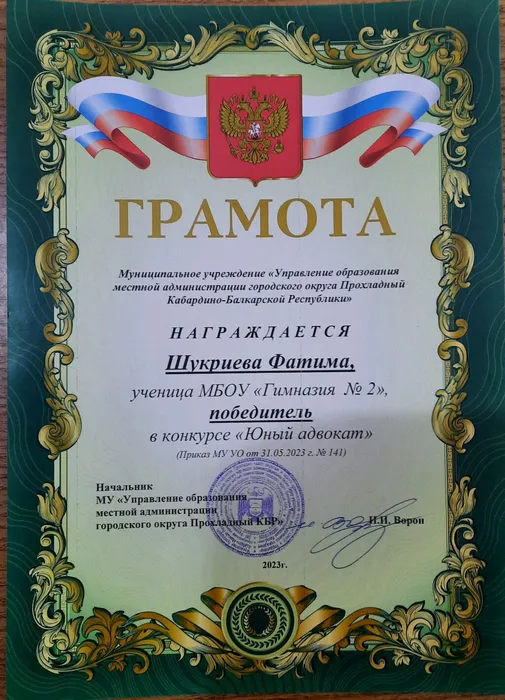 ГРАМОТА
Муниципальное учреждение «Управление образования
местной администрации городского округа Прохладный
Кабардино-Балкарской Республики»
НАГРАЖДАЕТСЯ
Шукриева Фатима,
ученица МБОУ «Гимназия № 2»,
победитель
в конкурсе «Юный адвокат»
(Приказ МУ УО от 31.05.2023 г. № 141)
Начальник
МУ «Управление образования
местной администрации
городского округа Прохладный КБР»
И.И. Ворон
2023г.